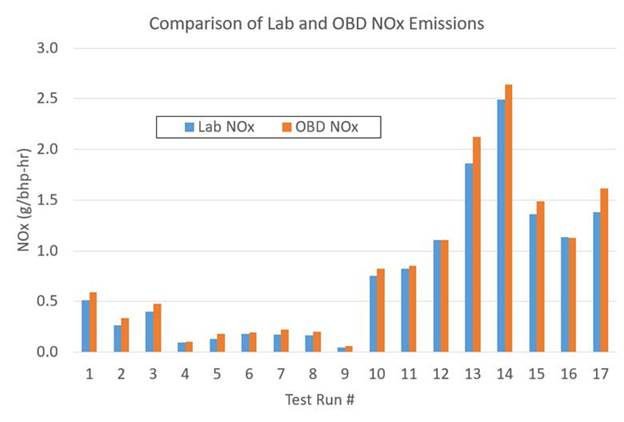 Comparison of Lab and OBD NOx Emissions
3.0
2.5
Lab NOx OBD NOx
2.0
1.5
1.0
0.5
0.0
NOx (g/bhp-hr)
1 2 3 4 5 6 7 8 9 10 11 12 13 14 15 16 17
Test Run #